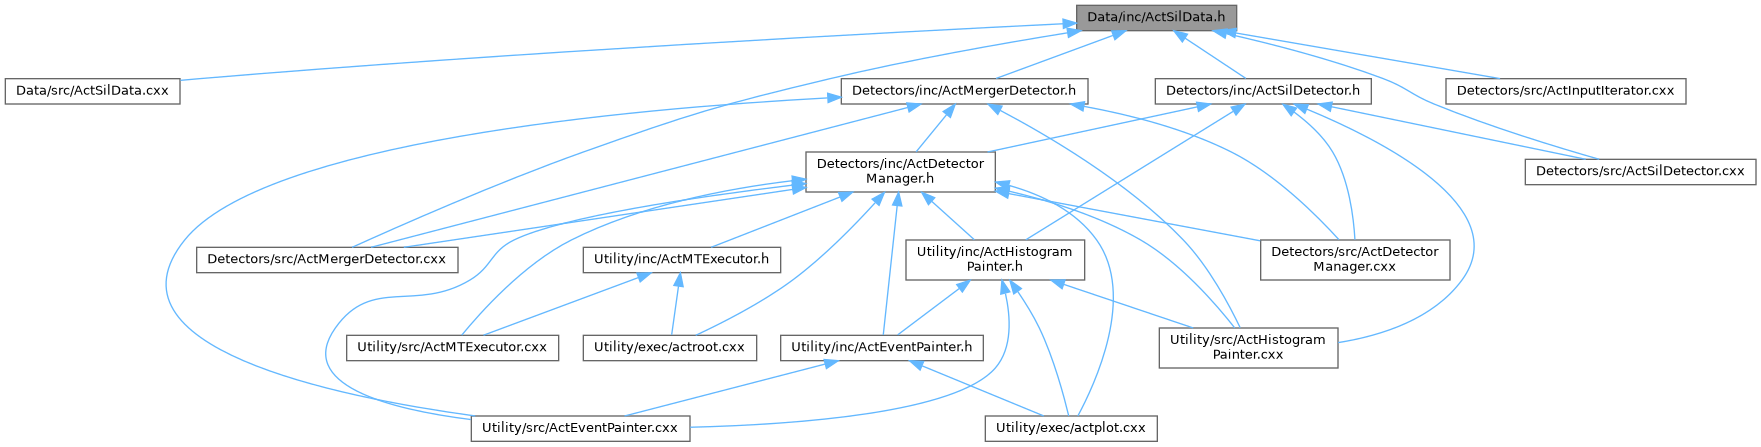 Data/inc/ActSilData.h
Data/src/ActSilData.cxx
Detectors/inc/ActMergerDetector.h
Detectors/inc/ActSilDetector.h
Detectors/src/ActInputIterator.cxx
Detectors/inc/ActDetector
Manager.h
Detectors/src/ActSilDetector.cxx
Detectors/src/ActMergerDetector.cxx
Utility/inc/ActMTExecutor.h
Utility/inc/ActHistogram
Painter.h
Detectors/src/ActDetector
Manager.cxx
Utility/src/ActMTExecutor.cxx
Utility/exec/actroot.cxx
Utility/inc/ActEventPainter.h
Utility/src/ActHistogram
Painter.cxx
Utility/src/ActEventPainter.cxx
Utility/exec/actplot.cxx